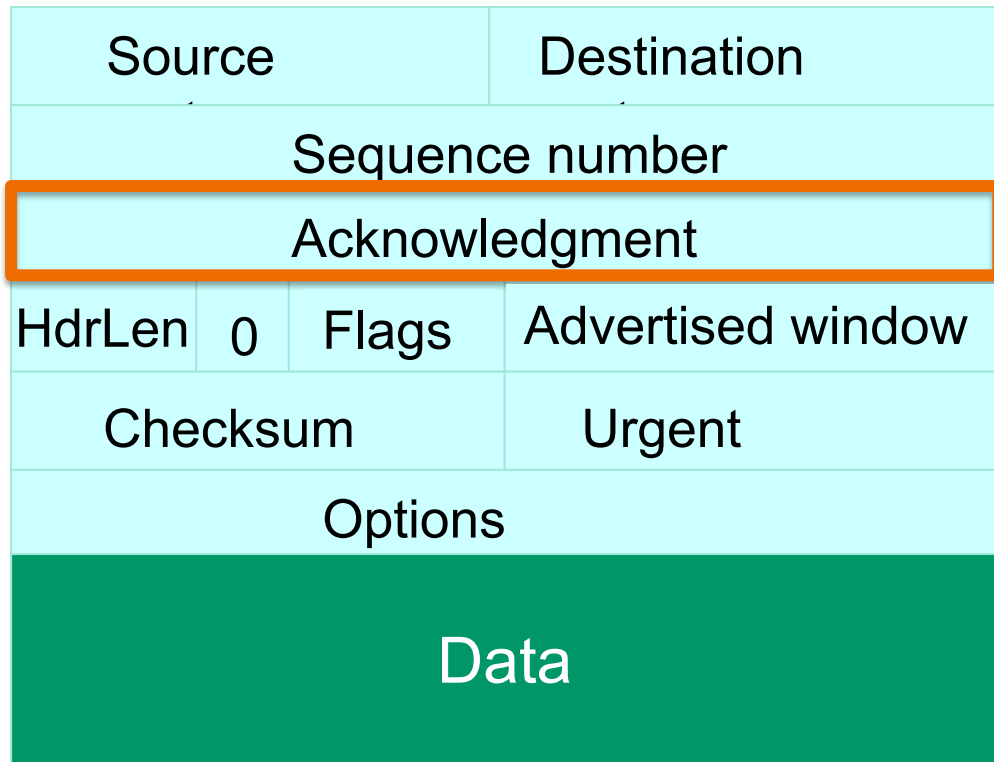 Source
Destination
Sequence number
Acknowledgment
HdrLen
0
Flags
Advertised window
Checksum
Urgent
Options
Data